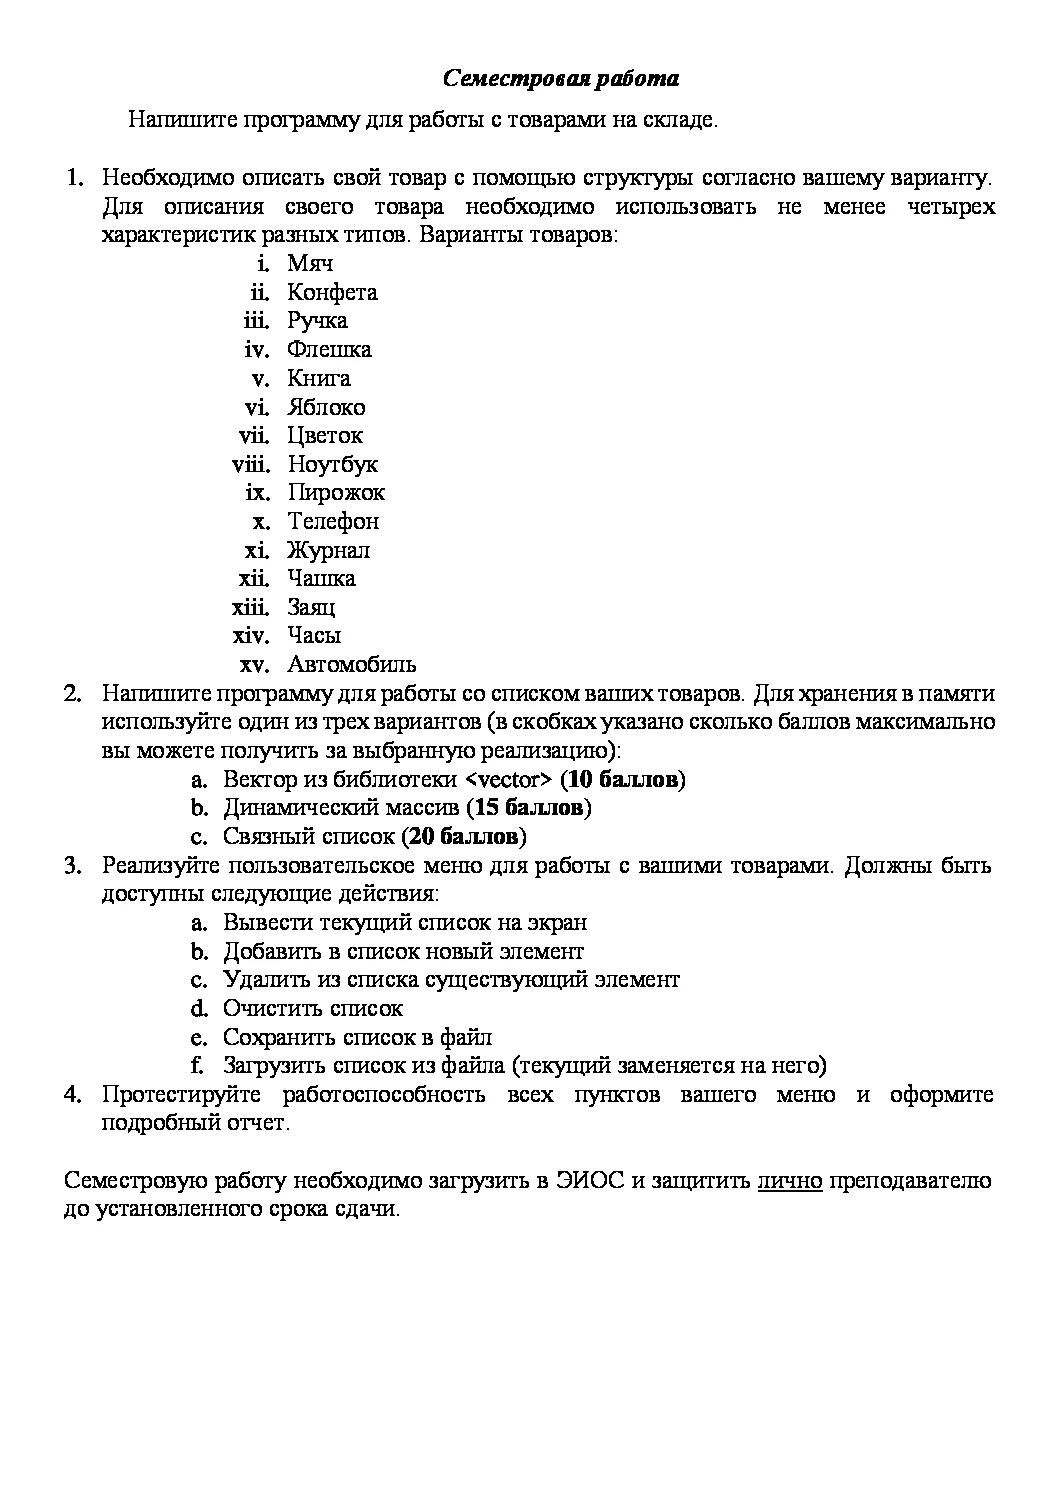 Семестровая работа
Напишите программу для работы с товарами на складе.
1. Необходимо описать свой товар с помощью структуры согласно вашему варианту.
Для описания своего товара необходимо использовать не менее четырех
характеристик разных типов. Варианты товаров:
i. Мяч
ii. Конфета
iii. Ручка
iv. Флешка
v. Книга
vi. Яблоко
vii. Цветок
viii. Ноутбук
ix. Пирожок
x. Телефон
xi. Журнал
xii. Чашка
xiii. Заяц
xiv. Часы
xv. Автомобиль
2. Напишите программу для работы со списком ваших товаров. Для хранения в памяти
используйте один из трех вариантов (в скобках указано сколько баллов максимально
вы можете получить за выбранную реализацию):
a. Вектор из библиотеки <vector> (10 баллов)
b. Динамический массив (15 баллов)
c. Связный список (20 баллов)
3. Реализуйте пользовательское меню для работы с вашими товарами. Должны быть
доступны следующие действия:
a. Вывести текущий список на экран
b. Добавить в список новый элемент
c. Удалить из списка существующий элемент
d. Очистить список
e. Сохранить список в файл
f. Загрузить список из файла (текущий заменяется на него)
4. Протестируйте работоспособность всех пунктов вашего меню и оформите
подробный отчет.
Семестровую работу необходимо загрузить в ЭИОС и защитить лично преподавателю
до установленного срока сдачи.